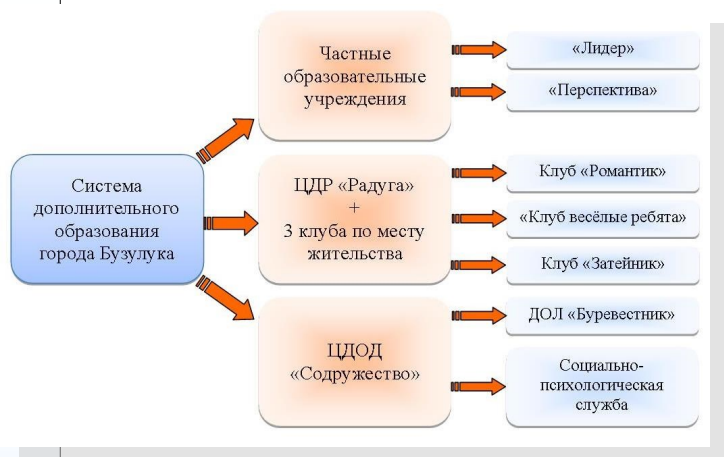 Система
дополнительного
образования
города Бузулука
Частные
образовательные
учреждения
«Лидер»
«Перспектива»
ЦДР «Радуга»
+
3 клуба по месту
жительства
Клуб «Романтик»
«Клуб весёлые ребята»
Клуб «Затейник»
ЦДОД
«Содружество»
ДОЛ «Буревестник»
Социально-
психологическая
служба